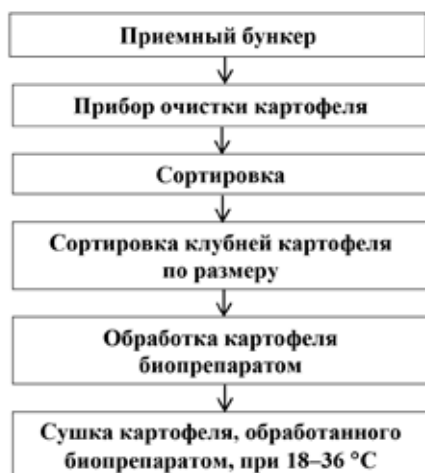 Приемный бункер
Прибор очистки картофеля
Сортировка
Сортировка клубней картофеля
по размеру
Обработка картофеля
биопрепаратом
Сушка картофеля, обработанного
биопрепаратом, при 18–36 °С